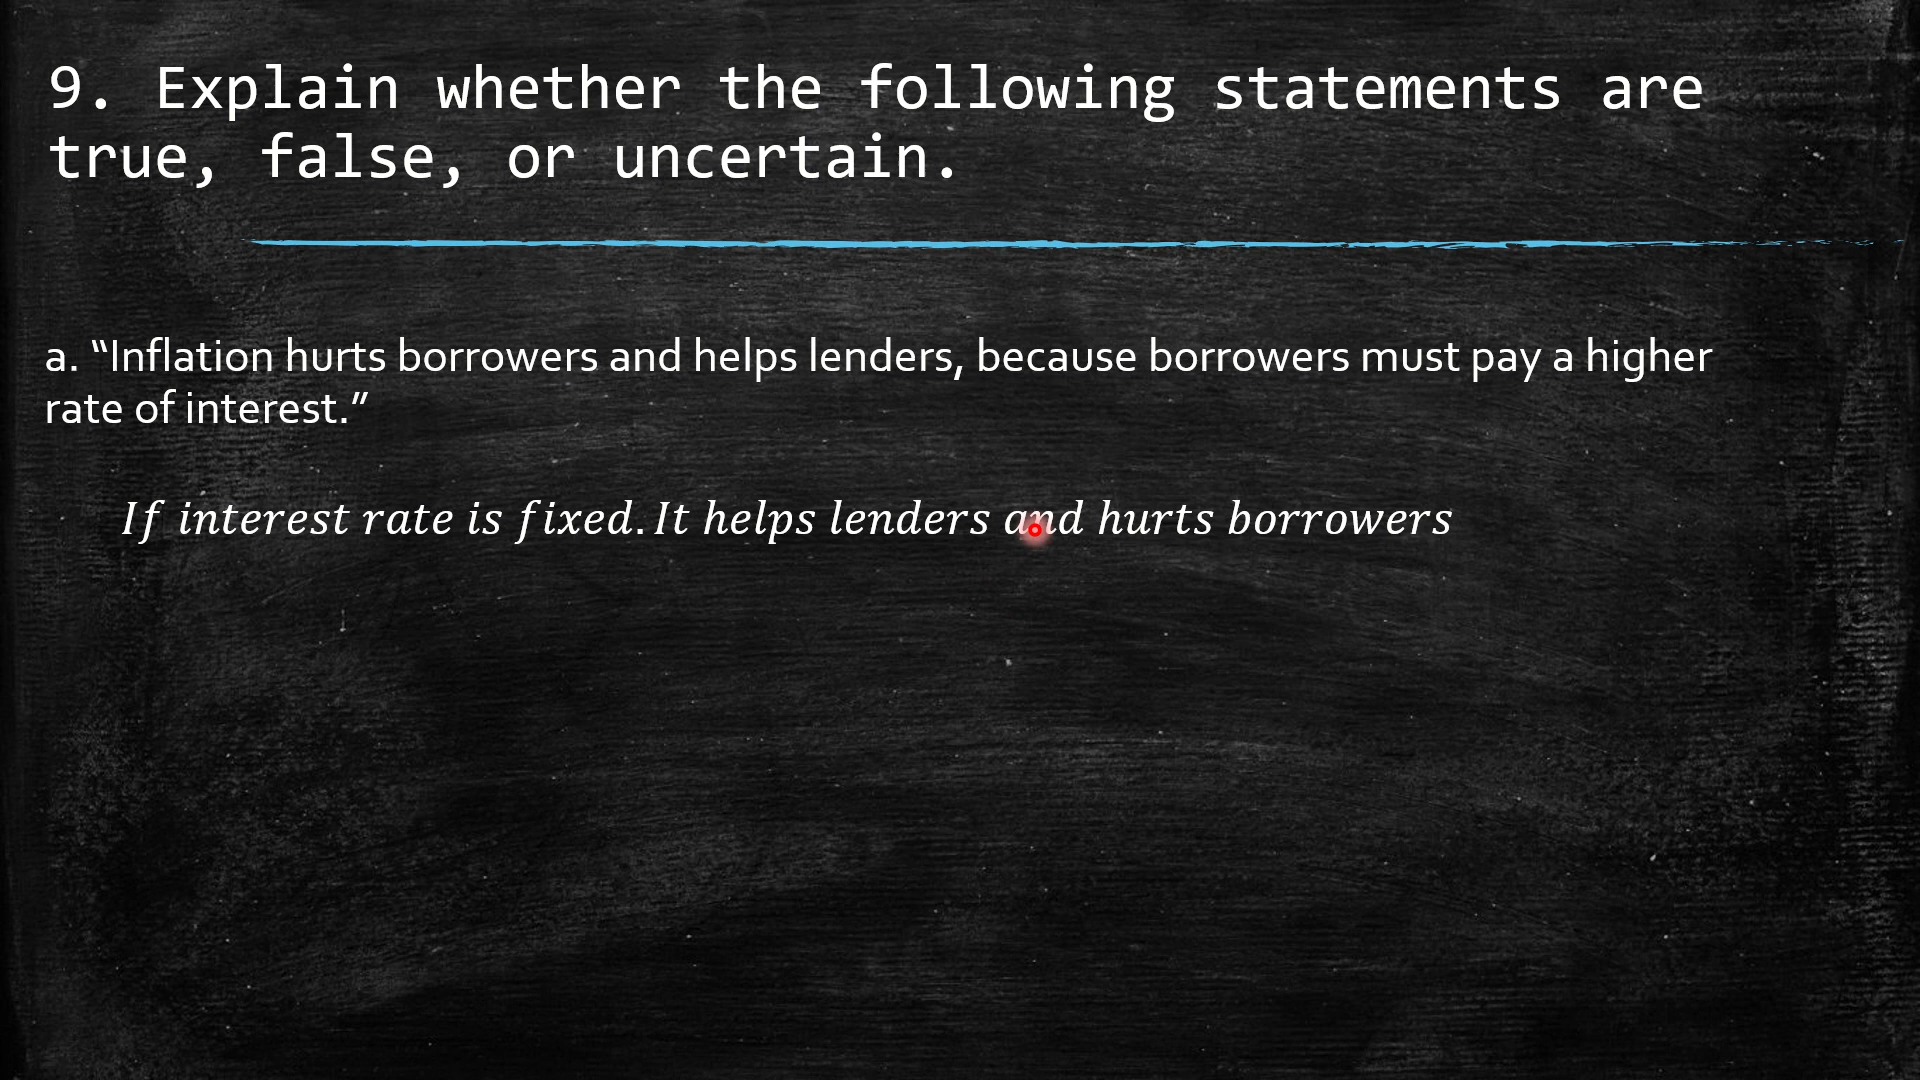 9. Explain whether the following statements are
true, false, or uncertain.
a. “Inflation hurts borrowers and helps lenders, because borrowers must pay a higher
rate of interest.”
If interest rate is fixed. It helps lenders and hurts borrowers